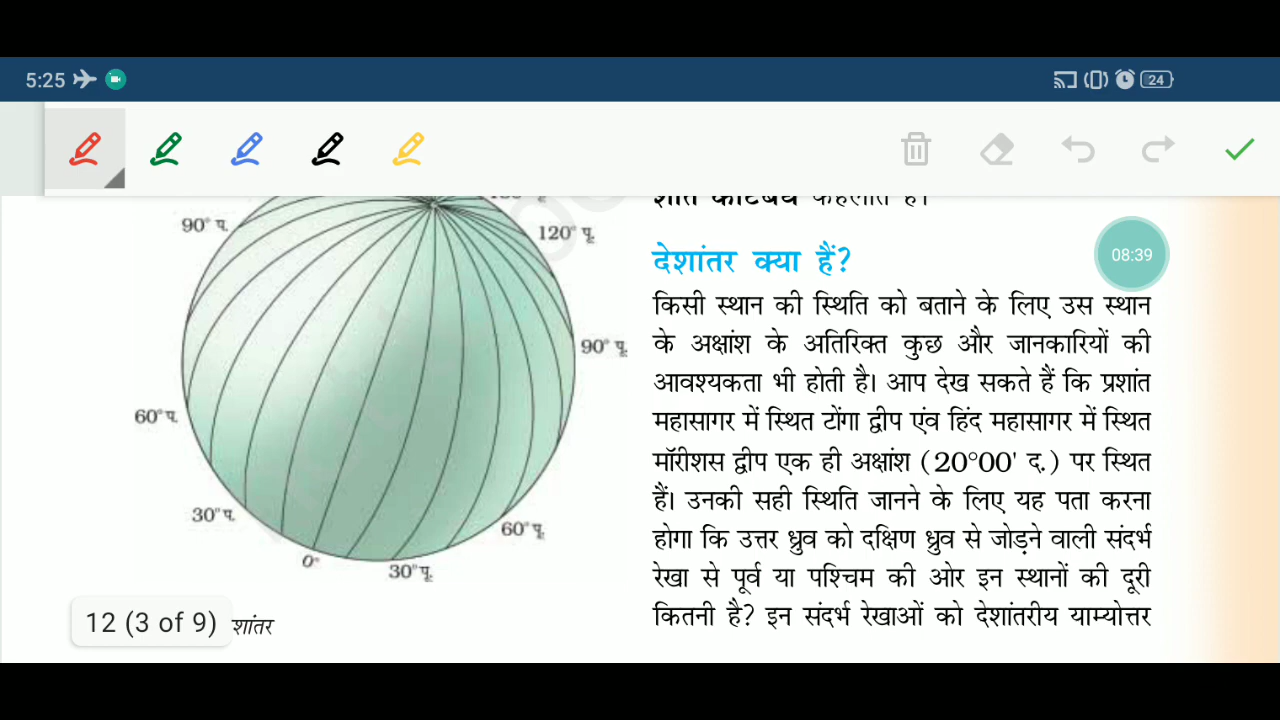 5:25
24
90° प.
120° पू.
शीत कटिबंध कहलाते हैं।
देशांतर क्या हैं?
08:39
किसी स्थान की स्थिति को बताने के लिए उस स्थान
के अक्षांश के अतिरिक्त कुछ और जानकारियों की
आवश्यकता भी होती है। आप देख सकते हैं कि प्रशांत
महासागर में स्थित टोंगा द्वीप एंव हिंद महासागर में स्थित
मॉरीशस द्वीप एक ही अक्षांश (20°00' द.) पर स्थित
हैं। उनकी सही स्थिति जानने के लिए यह पता करना
होगा कि उत्तर ध्रुव को दक्षिण ध्रुव से जोड़ने वाली संदर्भ
रेखा से पूर्व या पश्चिम की ओर इन स्थानों की दूरी
कितनी है? इन संदर्भ रेखाओं को देशांतरीय याम्योत्तर
90° पू.
60° प.
30° प.
60° पू.
0°
30° पू.
12 (3 of 9)
शांतर